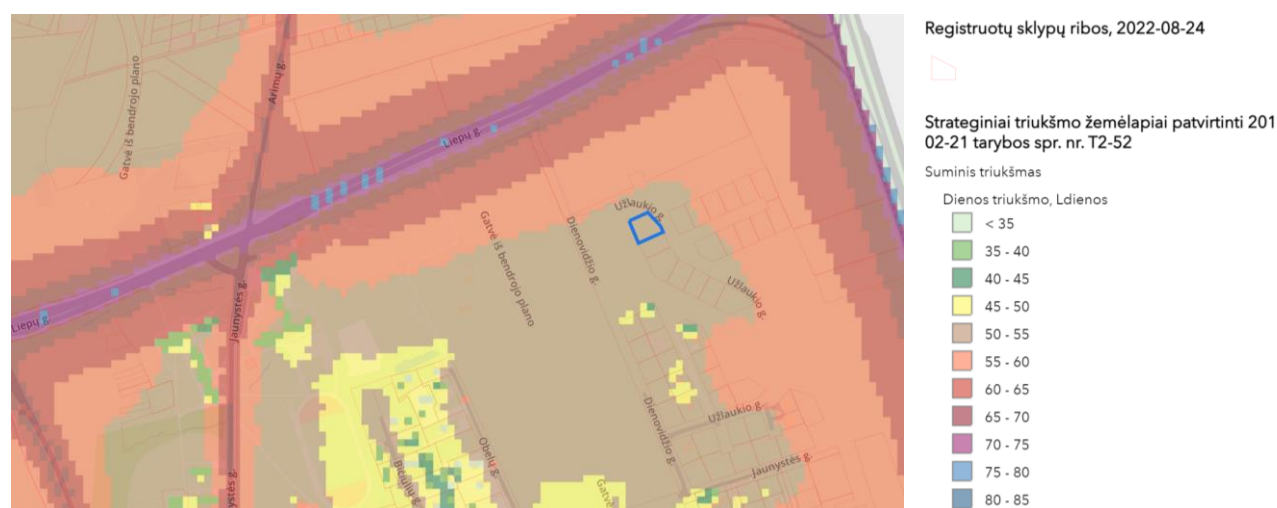 Registruotų sklypų ribos, 2022-08-24
Strateginiai triukšmo žemėlapiai patvirtinti 201
02-21 tarybos spr. nr. T2-52
Suminis triukšmas
Dienos triukšmo, Ldienos
< 35
35 - 40
40 - 45
45 - 50
50 - 55
55 - 60
60 - 65
65 - 70
70 - 75
75 - 80
80 - 85
Gatvė iš bendrojo plano
Arimų g.
Liepų g.
Užlaukio g.
Gatvė iš bendrojo plano
Dienovidžio g.
Užlaukio g.
Liepų g.
Jaunystės g.
Dienovidžio g.
Užlaukio g.
Jaunystės g.
Obelų g.
Bičiulių g.
Gatvė
ystės g.